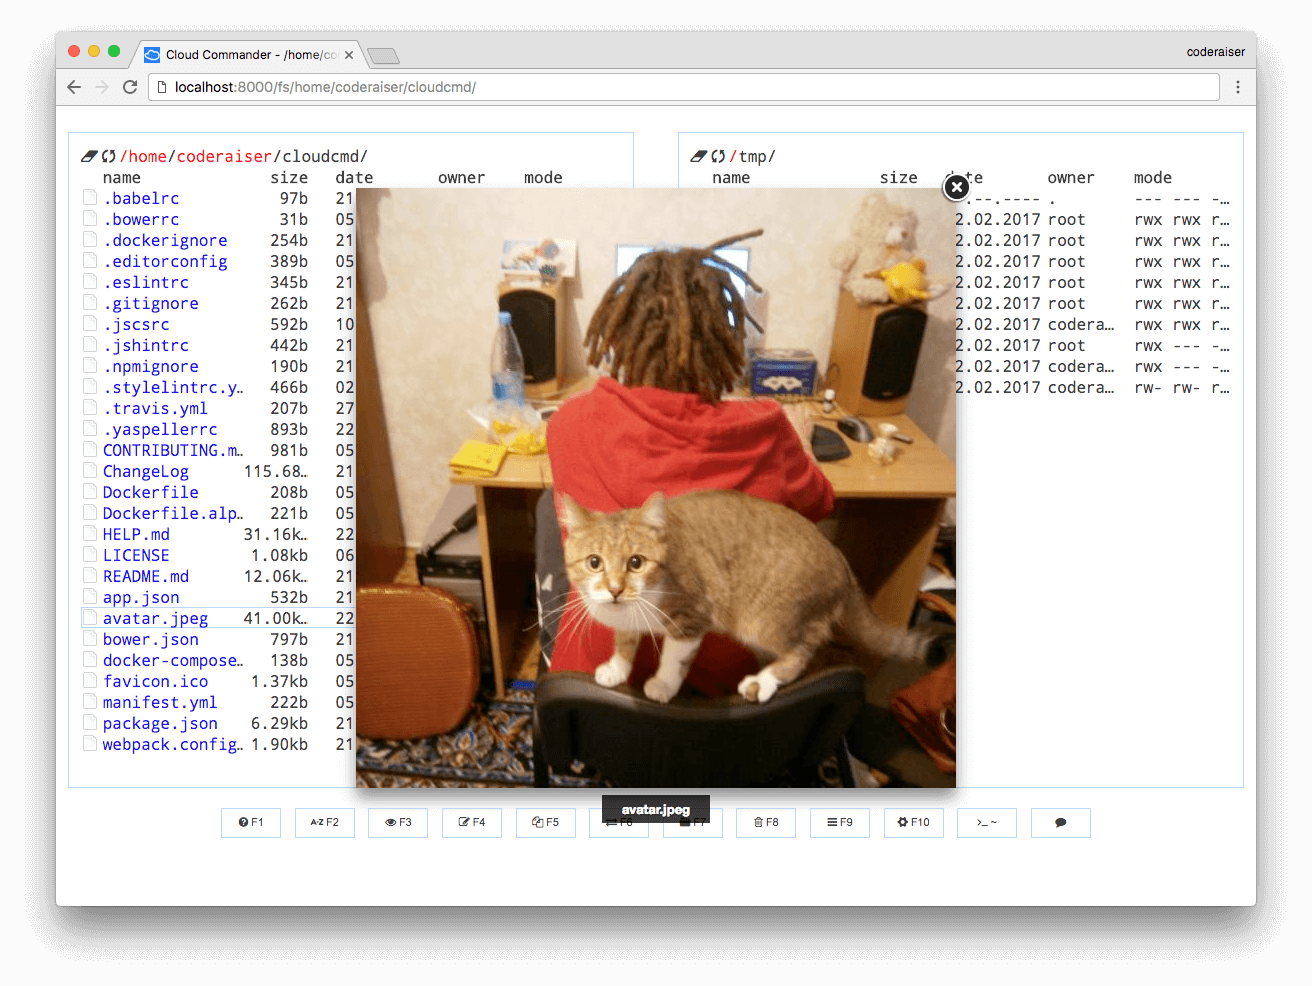 Cloud Commander - /home/co
coderaiser
localhost:8000/fs/home/coderaiser/cloudcmd/
/home/coderaiser/cloudcmd/
name size date owner mode
.babelrc 97b 21
.bowerrc 31b 05
.dockerignore 254b 21
.editorconfig 389b 05
.eslintrc 345b 21
.gitignore 262b 21
.jscsrc 592b 10
.jshintrc 442b 21
.npmignore 190b 21
.stylelintrc.y.. 466b 02
.travis.yml 207b 27
.yaspellerrc 893b 22
CONTRIBUTING.m.. 981b 05
ChangeLog 115.68… 21
Dockerfile 208b 05
Dockerfile.alp.. 221b 05
HELP.md 31.16k… 22
LICENSE 1.08kb 06
README.md 12.06k… 21
app.json 532b 05
avatar.jpeg 41.00k… 22
bower.json 797b 21
docker-compose.. 138b 05
favicon.ico 1.37kb 05
manifest.yml 222b 05
package.json 6.29kb 21
webpack.config.. 1.90kb 21
/tmp/
name size date owner mode
.--.---- . --- --- -…
2.02.2017 root rwx rwx r…
2.02.2017 root rwx rwx r…
2.02.2017 root rwx rwx r…
2.02.2017 root rwx rwx r…
2.02.2017 root rwx rwx r…
2.02.2017 codera… rwx rwx r…
2.02.2017 root rwx --- -…
2.02.2017 codera… rwx --- -…
2.02.2017 codera… rw- rw- r…
avatar.jpeg
F1 A-Z F2 F3 F4 F5 F6 F7 F8 F9 F10 >_ ~